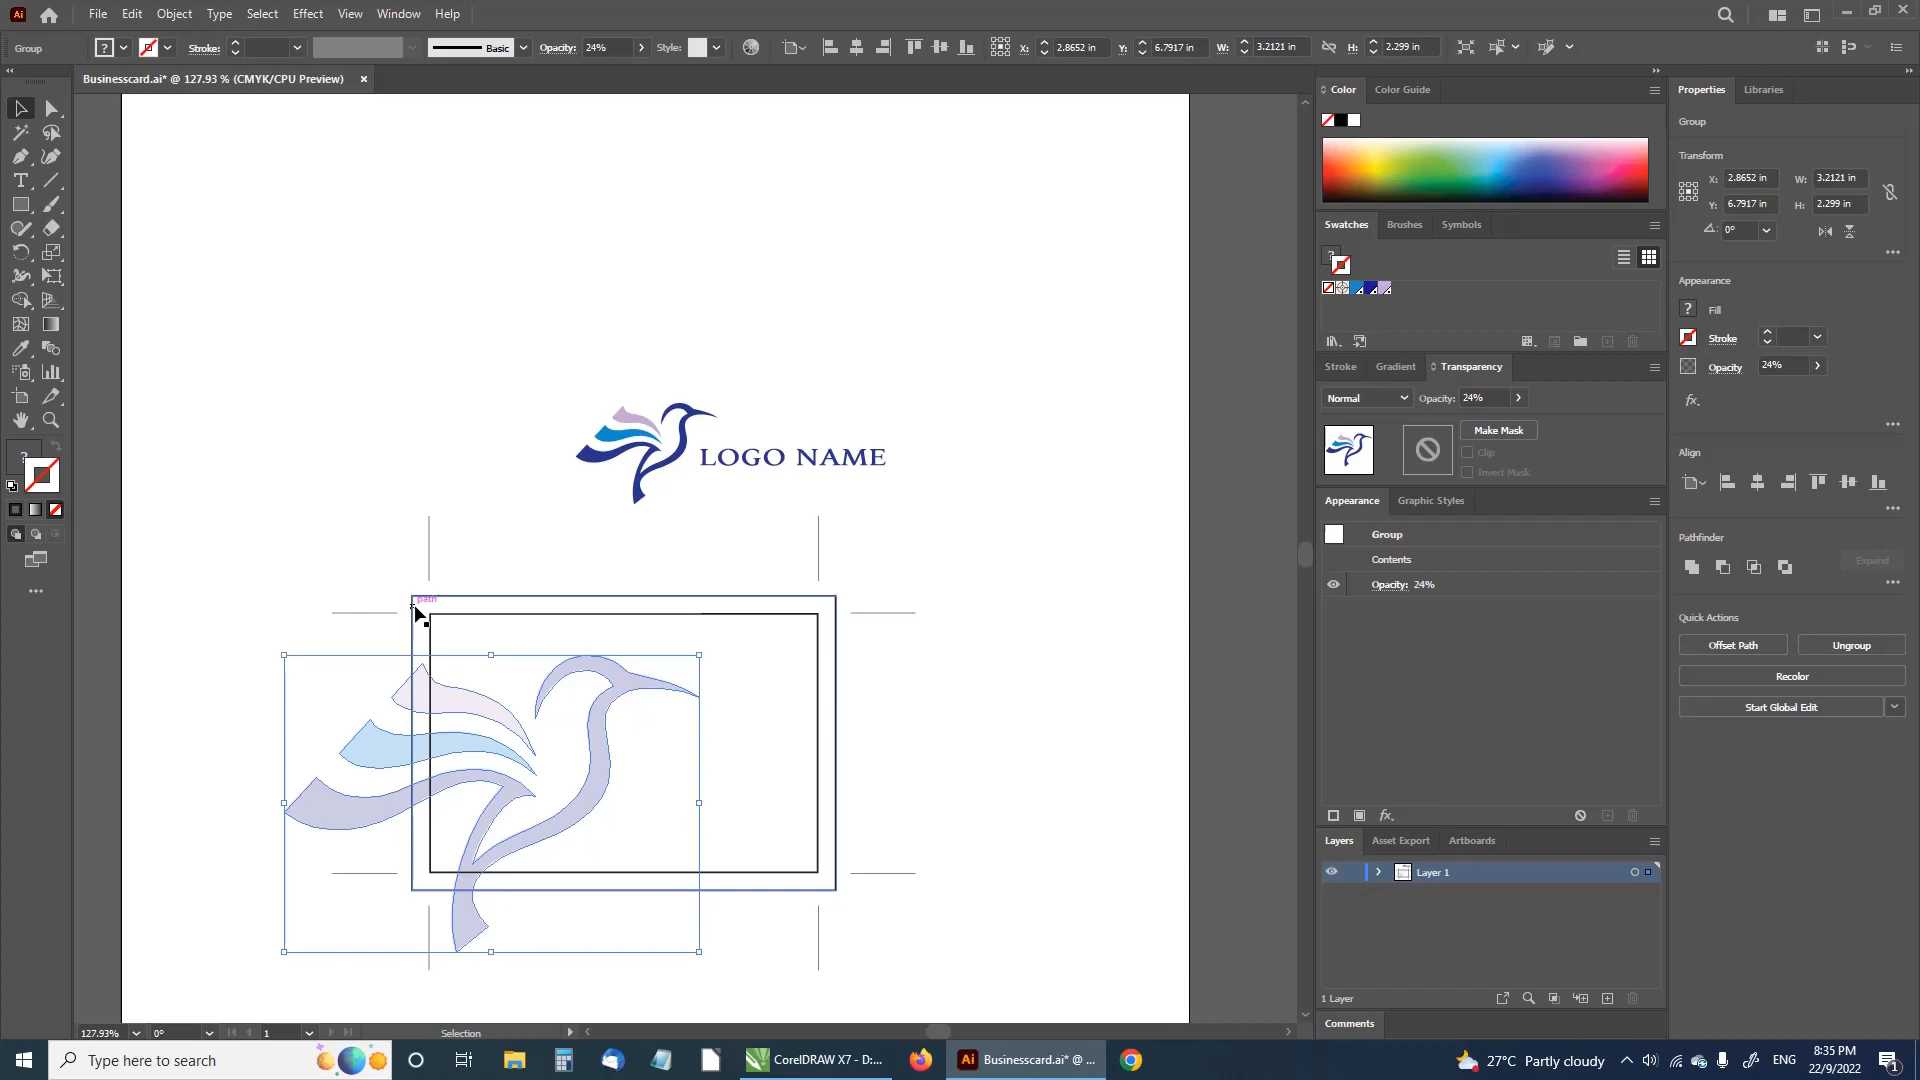 Ai File Edit Object Type Select Effect View Window Help
Group ? Stroke: Basic Opacity: 24% Style: X: 2.8652 in Y: 6.7917 in W: 3.2121 in H: 2.299 in
Businesscard.ai* @ 127.93 % (CMYK/CPU Preview) ×
Color Color Guide
Swatches Brushes Symbols
Stroke Gradient Transparency
Normal Opacity: 24%
Make Mask
Clip
Invert Mask
Appearance Graphic Styles
Group
Contents
Opacity: 24%
fx.
Layers Asset Export Artboards
Layer 1
1 Layer
Comments
Properties Libraries
Group
Transform
X: 2.8652 in W: 3.2121 in
Y: 6.7917 in H: 2.299 in
0°
Appearance
? Fill
Stroke
Opacity 24%
fx.
Align
Pathfinder
Expand
Quick Actions
Offset Path Ungroup
Recolor
Start Global Edit
LOGO NAME
path
127.93% 0° 1 Selection
Type here to search
CorelDRAW X7 - D:...
Ai Businesscard.ai* @ ...
27°C Partly cloudy
ENG
8:35 PM
22/9/2022
1